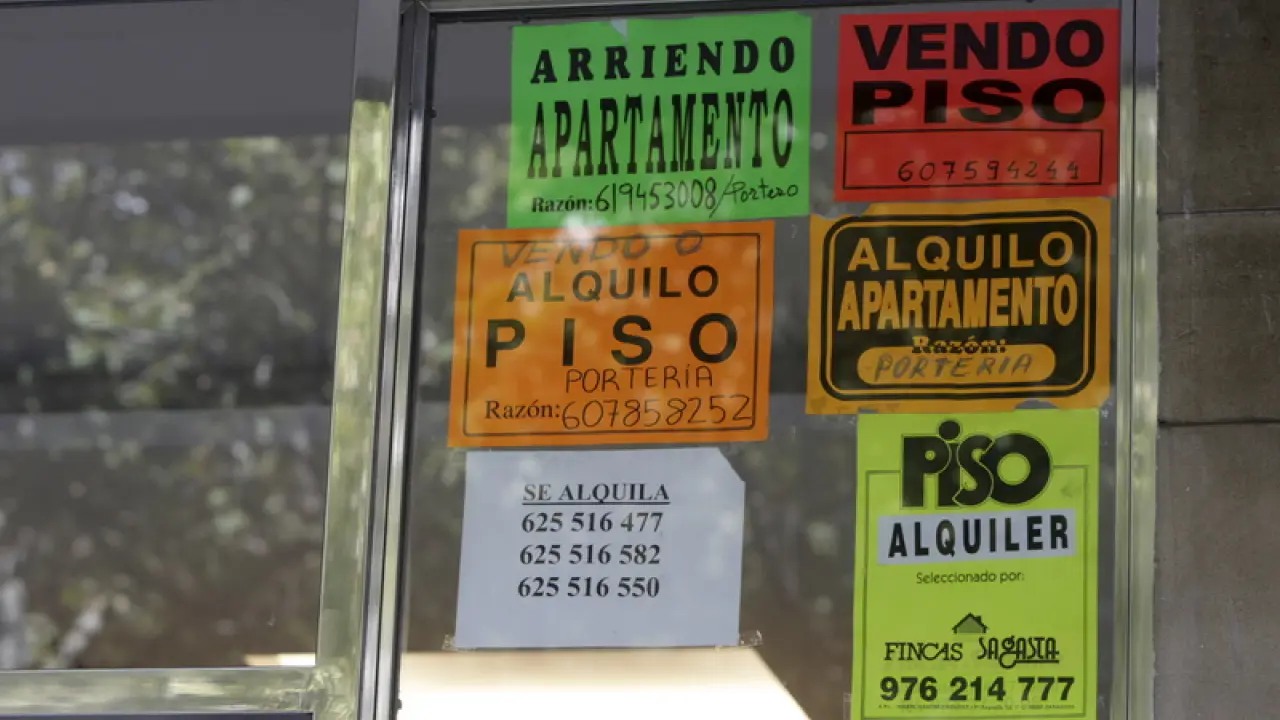 ARRIENDO
APARTAMENTO
Razón: 619453008/Portero
VENDO
PISO
607594244
VENDO O
ALQUILO
PISO
PORTERÍA
Razón: 607858252
ALQUILO
APARTAMENTO
Razón:
PORTERIA
SE ALQUILA
625 516 477
625 516 582
625 516 550
PISO
ALQUILER
Seleccionado por:
FINCAS SAGASTA
976 214 777